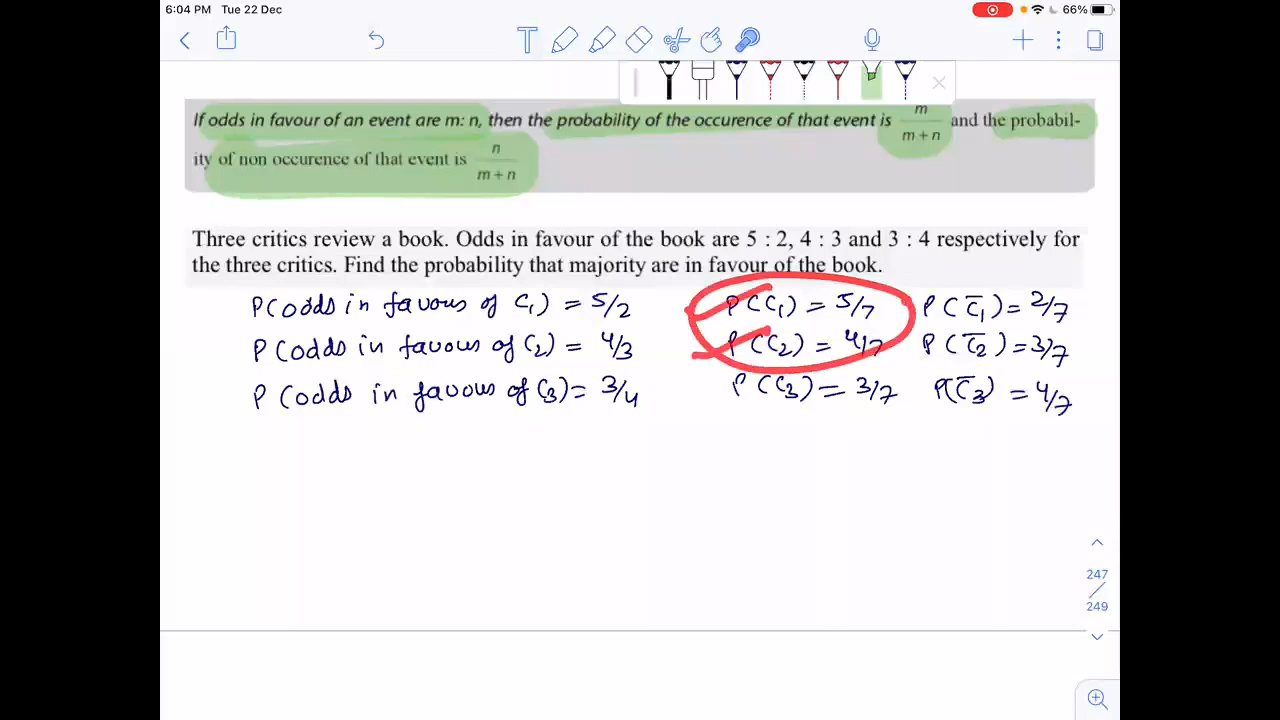 6:04 PM Tue 22 Dec
66%
T
If odds in favour of an event are m: n, then the probability of the occurence of that event is m/m + n and the probabil-
ity of non occurence of that event is n/m + n
Three critics review a book. Odds in favour of the book are 5 : 2, 4 : 3 and 3 : 4 respectively for
the three critics. Find the probability that majority are in favour of the book.
P(odds in favous of C₁) = 5/2 P(C₁) = 5/7 P(C̅₁) = 2/7
P(odds in favous of C₂) = 4/3 P(C₂) = 4/7 P(C̅₂) = 3/7
P(odds in favous of C₃) = 3/4 P(C₃) = 3/7 P(C̅₃) = 4/7
247
/
249